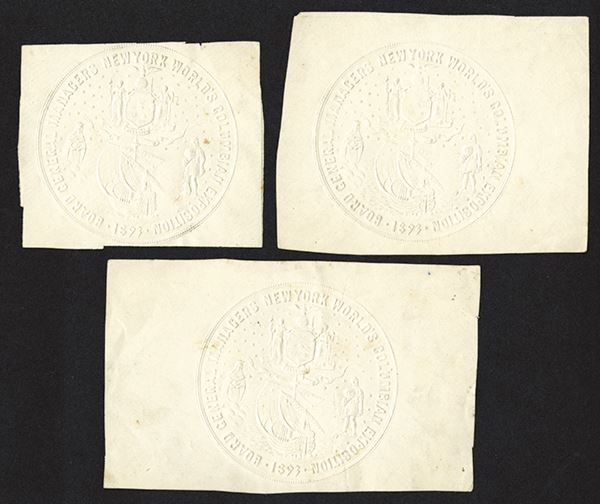 BOARD GENERAL MANAGERS NEW YORK WORLD'S COLUMBIAN EXPOSITION
· 1893 ·
BOARD GENERAL MANAGERS NEW YORK WORLD'S COLUMBIAN EXPOSITION
· 1893 ·
BOARD GENERAL MANAGERS NEW YORK WORLD'S COLUMBIAN EXPOSITION
· 1893 ·